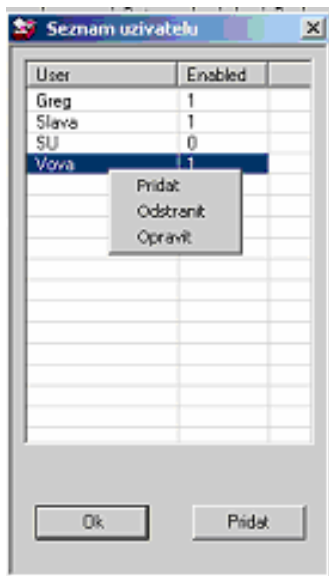 Seznam uzivatelu
User Enabled
Greg 1
Slava 1
SU 0
Vova 1
Pridat
Odstranit
Opravit
Ok Pridat